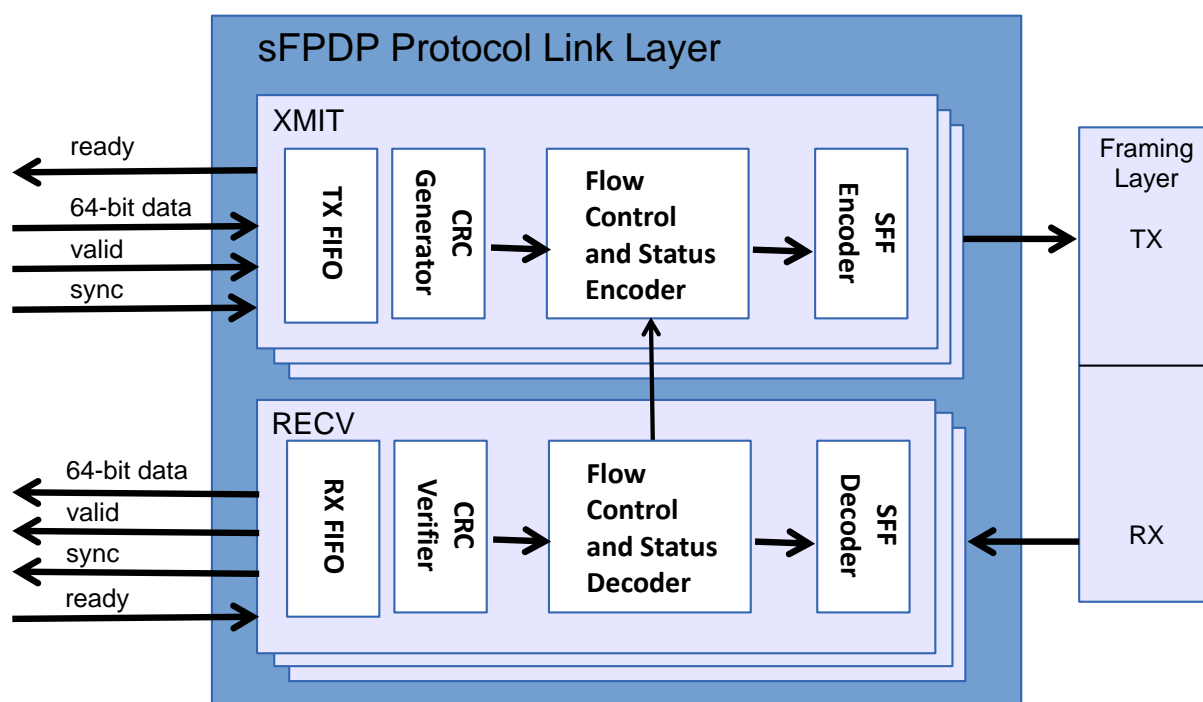 sFPDP Protocol Link Layer
XMIT
ready
64-bit data
valid
sync
TX FIFO
CRC
Generator
Flow
Control
and Status
Encoder
SFF
Encoder
Framing
Layer
TX
RECV
64-bit data
valid
sync
ready
RX FIFO
CRC
Verifier
Flow
Control
and Status
Decoder
SFF
Decoder
RX